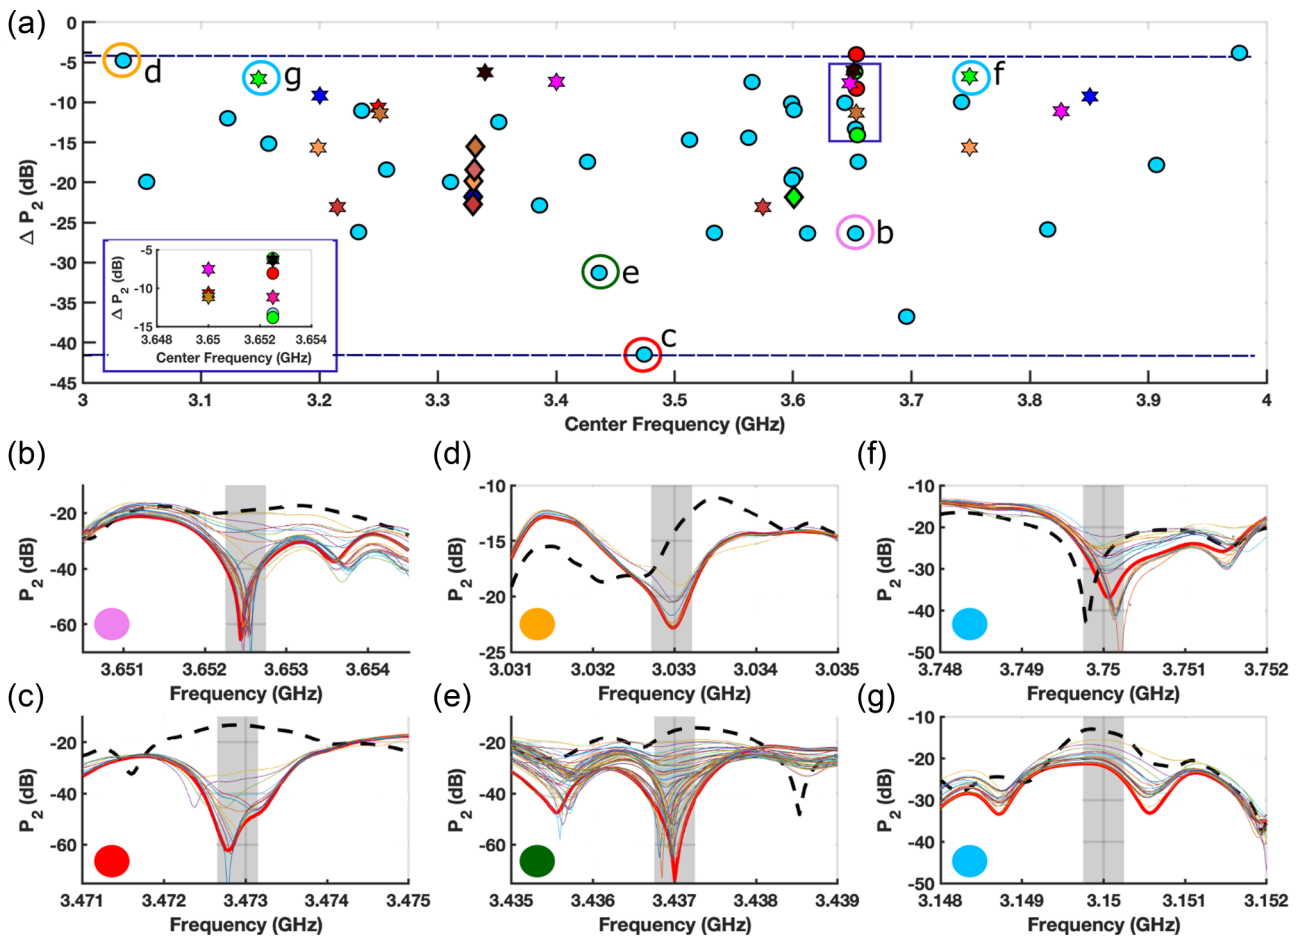 (a)
0
-5
-10
-15
-20
-25
-30
-35
-40
-45
Δ P2 (dB)
3
3.1
3.2
3.3
3.4
3.5
3.6
3.7
3.8
3.9
4
Center Frequency (GHz)
d
g
f
b
e
c
-5
-10
-15
Δ P2 (dB)
3.648
3.65
3.652
3.654
Center Frequency (GHz)
(b)
-20
-40
-60
P2 (dB)
3.651
3.652
3.653
3.654
Frequency (GHz)
(d)
-10
-15
-20
-25
P2 (dB)
3.031
3.032
3.033
3.034
3.035
Frequency (GHz)
(f)
-10
-20
-30
-40
-50
P2 (dB)
3.748
3.749
3.75
3.751
3.752
Frequency (GHz)
(c)
-20
-40
-60
P2 (dB)
3.471
3.472
3.473
3.474
3.475
Frequency (GHz)
(e)
-20
-40
-60
P2 (dB)
3.435
3.436
3.437
3.438
3.439
Frequency (GHz)
(g)
-10
-20
-30
-40
-50
P2 (dB)
3.148
3.149
3.15
3.151
3.152
Frequency (GHz)